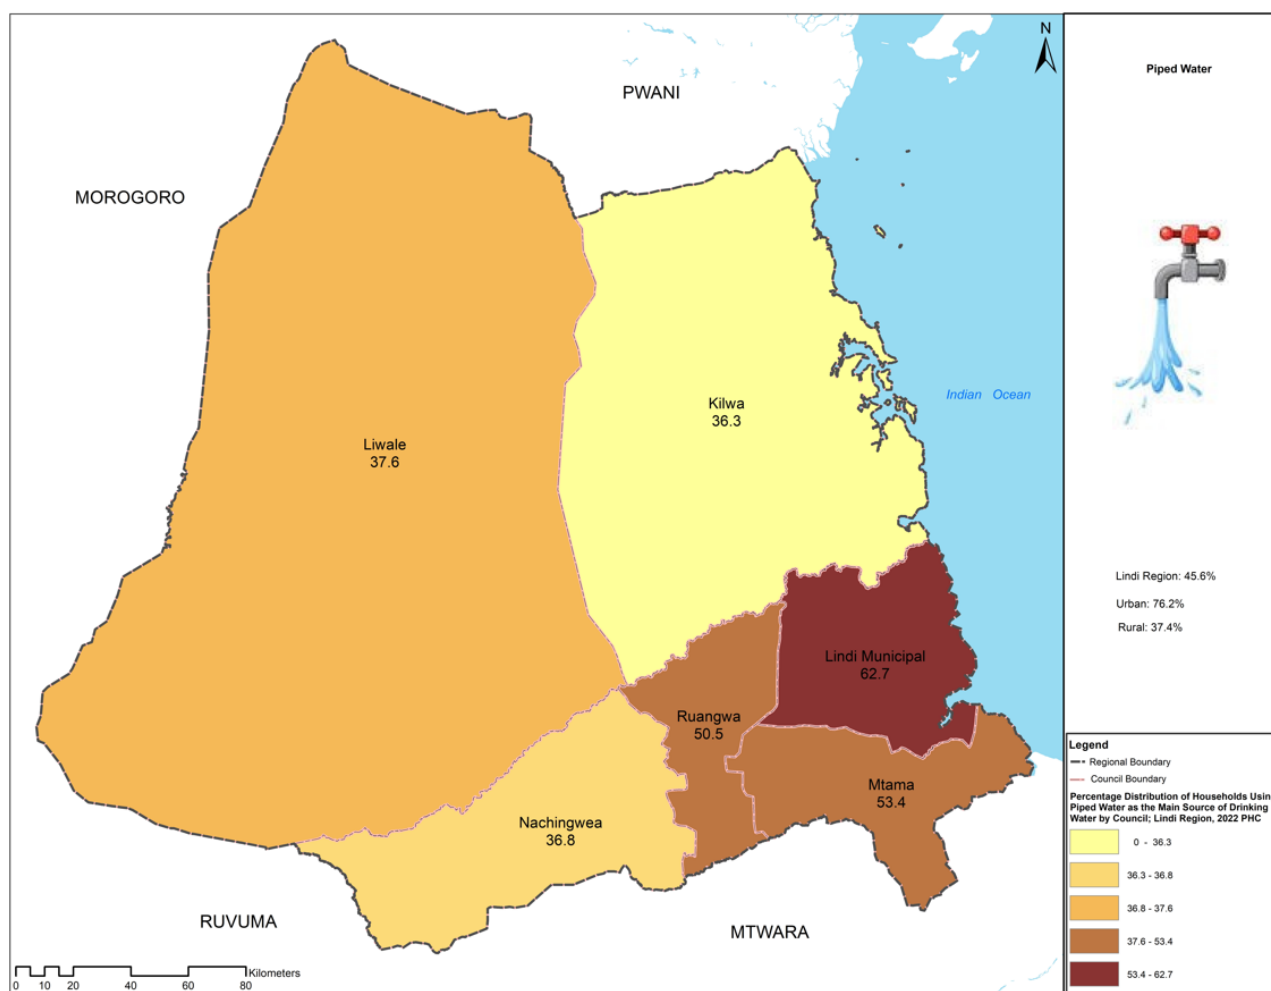 N
PWANI
MOROGORO
Kilwa
36.3
Indian Ocean
Liwale
37.6
Lindi Municipal
62.7
Ruangwa
50.5
Mtama
53.4
Nachingwea
36.8
RUVUMA
MTWARA
0 10 20 40 60 80 Kilometers
Piped Water
Lindi Region: 45.6%
Urban: 76.2%
Rural: 37.4%
Legend
Regional Boundary
Council Boundary
Percentage Distribution of Households Usin
Piped Water as the Main Source of Drinking
Water by Council; Lindi Region, 2022 PHC
0 - 36.3
36.3 - 36.8
36.8 - 37.6
37.6 - 53.4
53.4 - 62.7